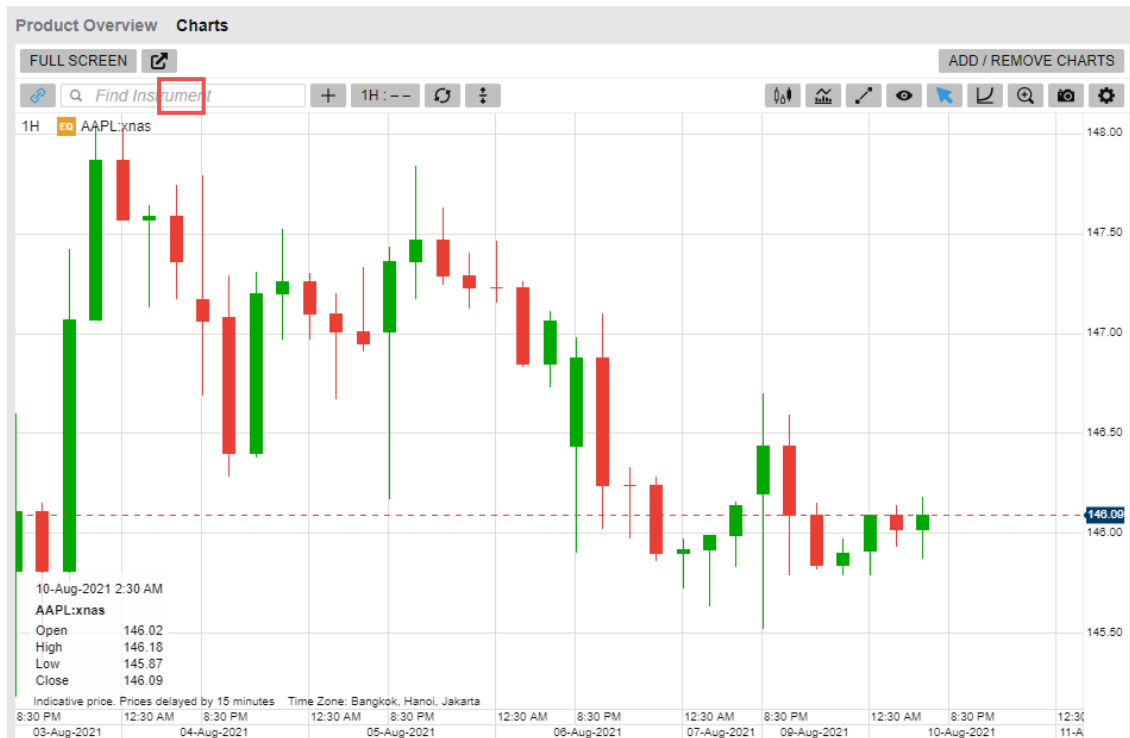 Product Overview Charts
FULL SCREEN ADD / REMOVE CHARTS
Find Instrument 1H : – –
1H EQ AAPL:xnas
148.00
147.50
147.00
146.50
146.09
146.00
145.50
10-Aug-2021 2:30 AM
AAPL:xnas
Open 146.02
High 146.18
Low 145.87
Close 146.09
Indicative price. Prices delayed by 15 minutes Time Zone: Bangkok, Hanoi, Jakarta
8:30 PM 12:30 AM 8:30 PM 12:30 AM 8:30 PM 12:30 AM 8:30 PM 12:30 AM 8:30 PM 12:30 AM 8:30 PM 12:30
03-Aug-2021 04-Aug-2021 05-Aug-2021 06-Aug-2021 07-Aug-2021 09-Aug-2021 10-Aug-2021 11-A